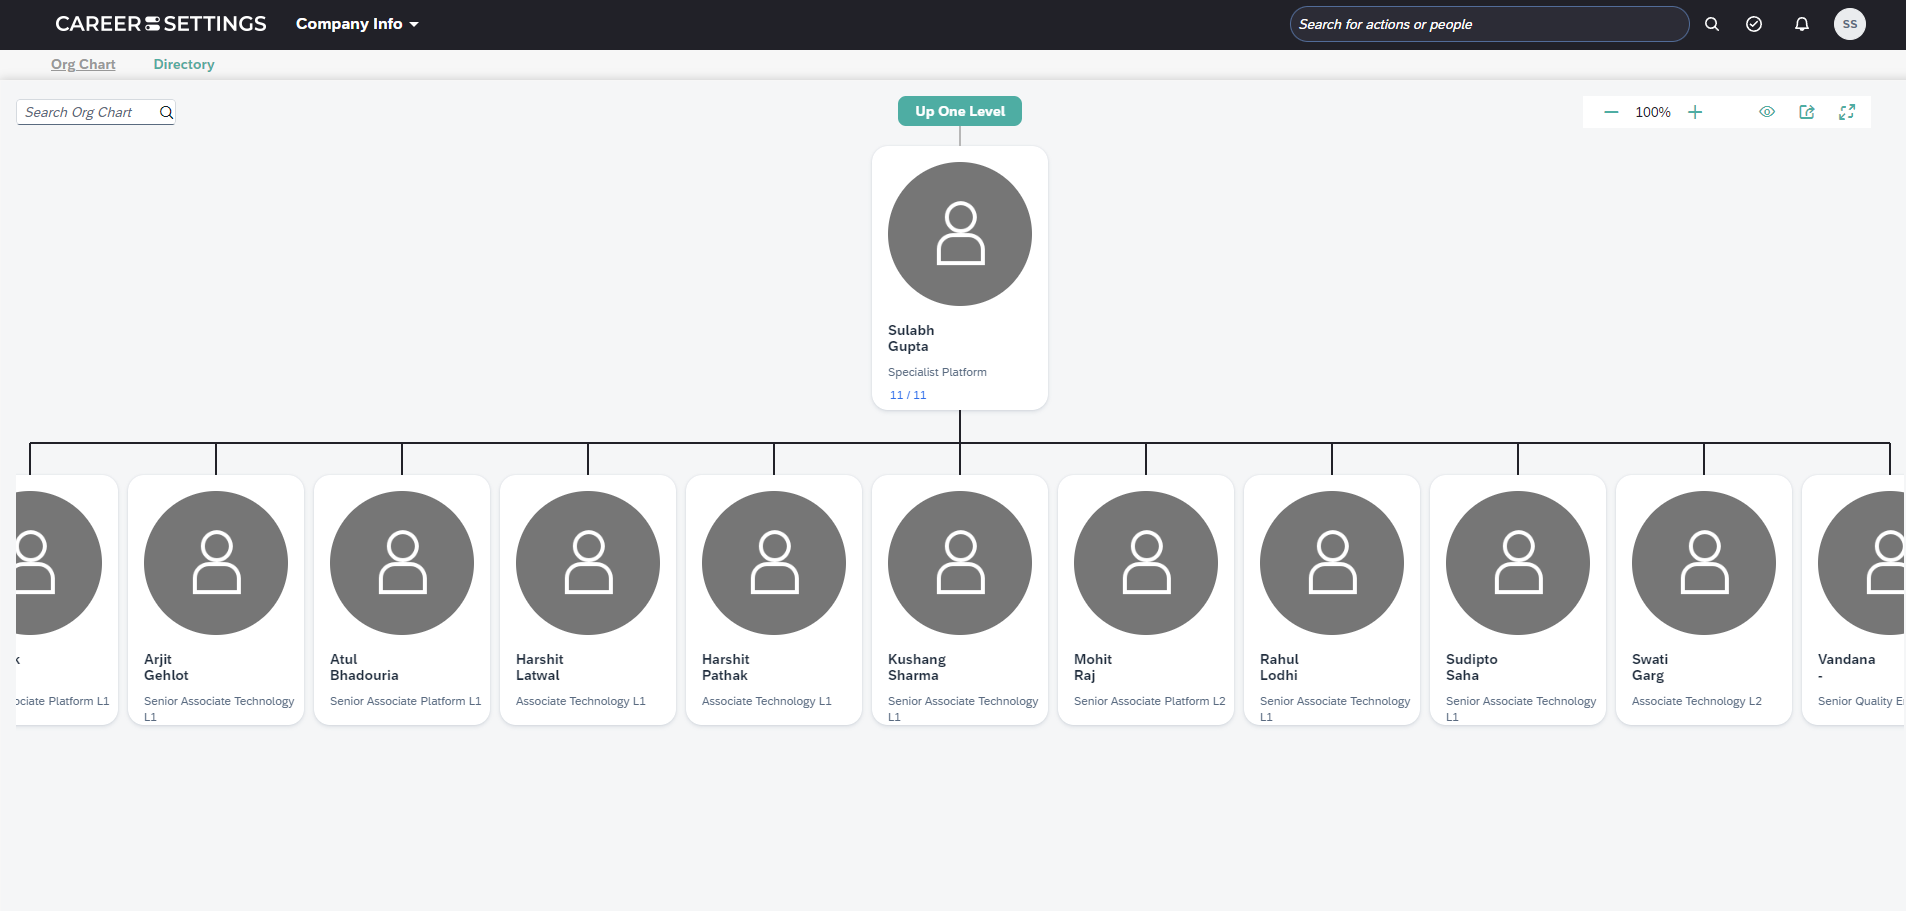 CAREER SETTINGS Company Info
Search for actions or people
SS
Org Chart Directory
Search Org Chart
Up One Level
100%
Sulabh
Gupta
Specialist Platform
11 / 11
k
Platform L1
Arjit
Gehlot
Senior Associate Technology
L1
Atul
Bhadouria
Senior Associate Platform L1
Harshit
Latwal
Associate Technology L1
Harshit
Pathak
Associate Technology L1
Kushang
Sharma
Senior Associate Technology
L1
Mohit
Raj
Senior Associate Platform L2
Rahul
Lodhi
Senior Associate Technology
L1
Sudipto
Saha
Senior Associate Technology
L1
Swati
Garg
Associate Technology L2
Vandana
-
Senior Quality